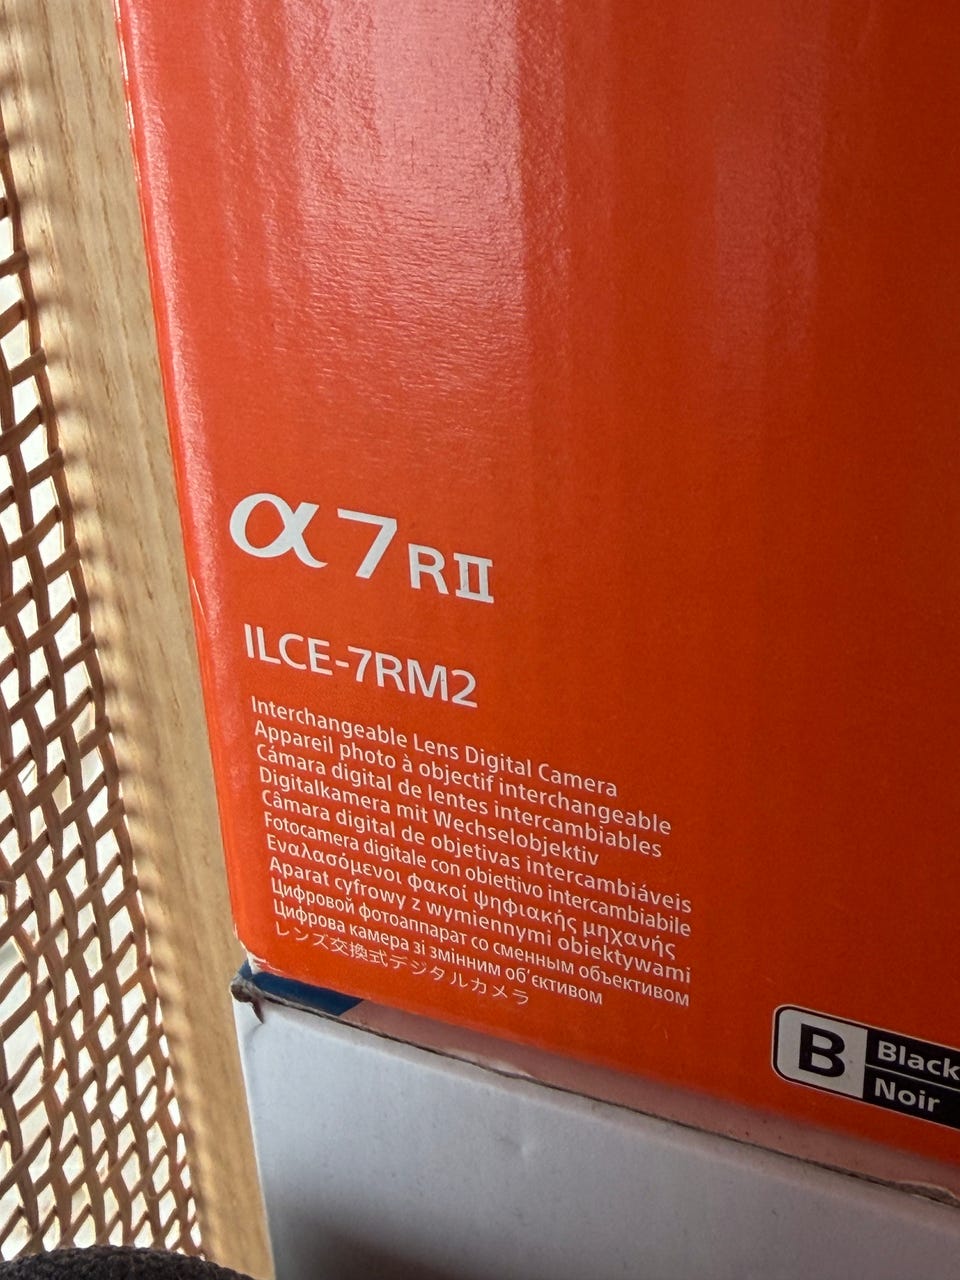 α7RII
ILCE-7RM2
Interchangeable Lens Digital Camera
Appareil photo à objectif interchangeable
Cámara digital de lentes intercambiables
Digitalkamera mit Wechselobjektiv
Câmara digital de objetivas intercambiáveis
Fotocamera digitale con obiettivo intercambiabile
Εναλασόμενοι φακοί ψηφιακής μηχανής
Aparat cyfrowy z wymiennymi obiektywami
Цифровой фотоаппарат со сменным объективом
Цифрова камера зі змінним об'єктивом
レンズ交換式デジタルカメラ
B
Black
Noir